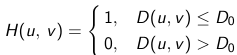 H(u, v) = { 1, D(u, v) ≤ D₀
0, D(u, v) > D₀